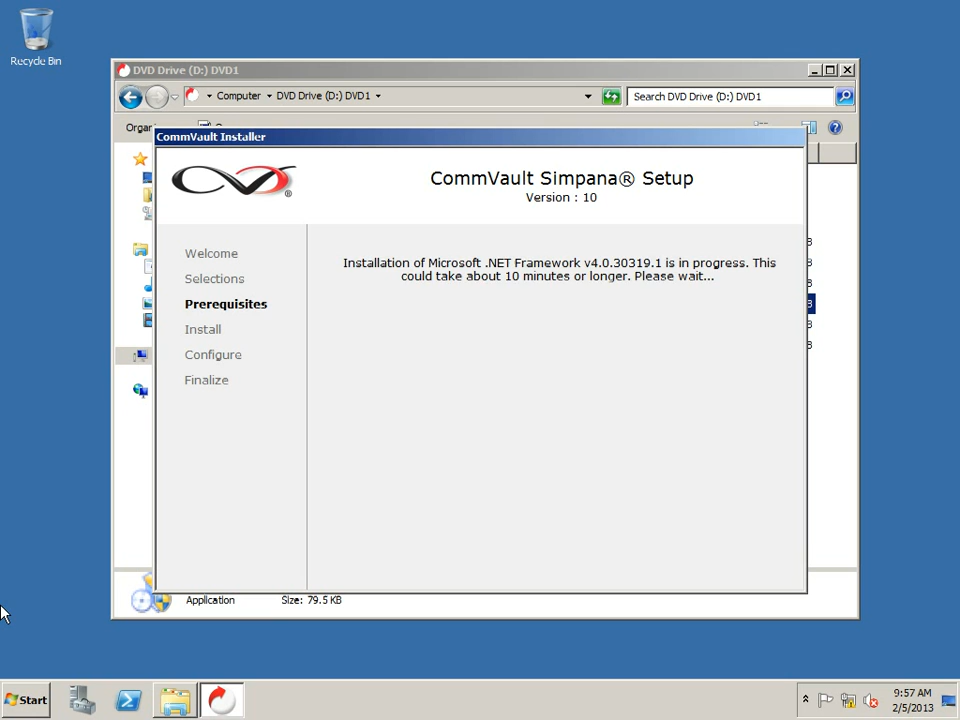 Recycle Bin
DVD Drive (D:) DVD1
Computer
DVD Drive (D:) DVD1
Search DVD Drive (D:) DVD1
CommVault Installer
CommVault Simpana® Setup
Version : 10
Welcome
Selections
Prerequisites
Install
Configure
Finalize
Installation of Microsoft .NET Framework v4.0.30319.1 is in progress. This
could take about 10 minutes or longer. Please wait...
Application
Size: 79.5 KB
Start
9:57 AM
2/5/2013